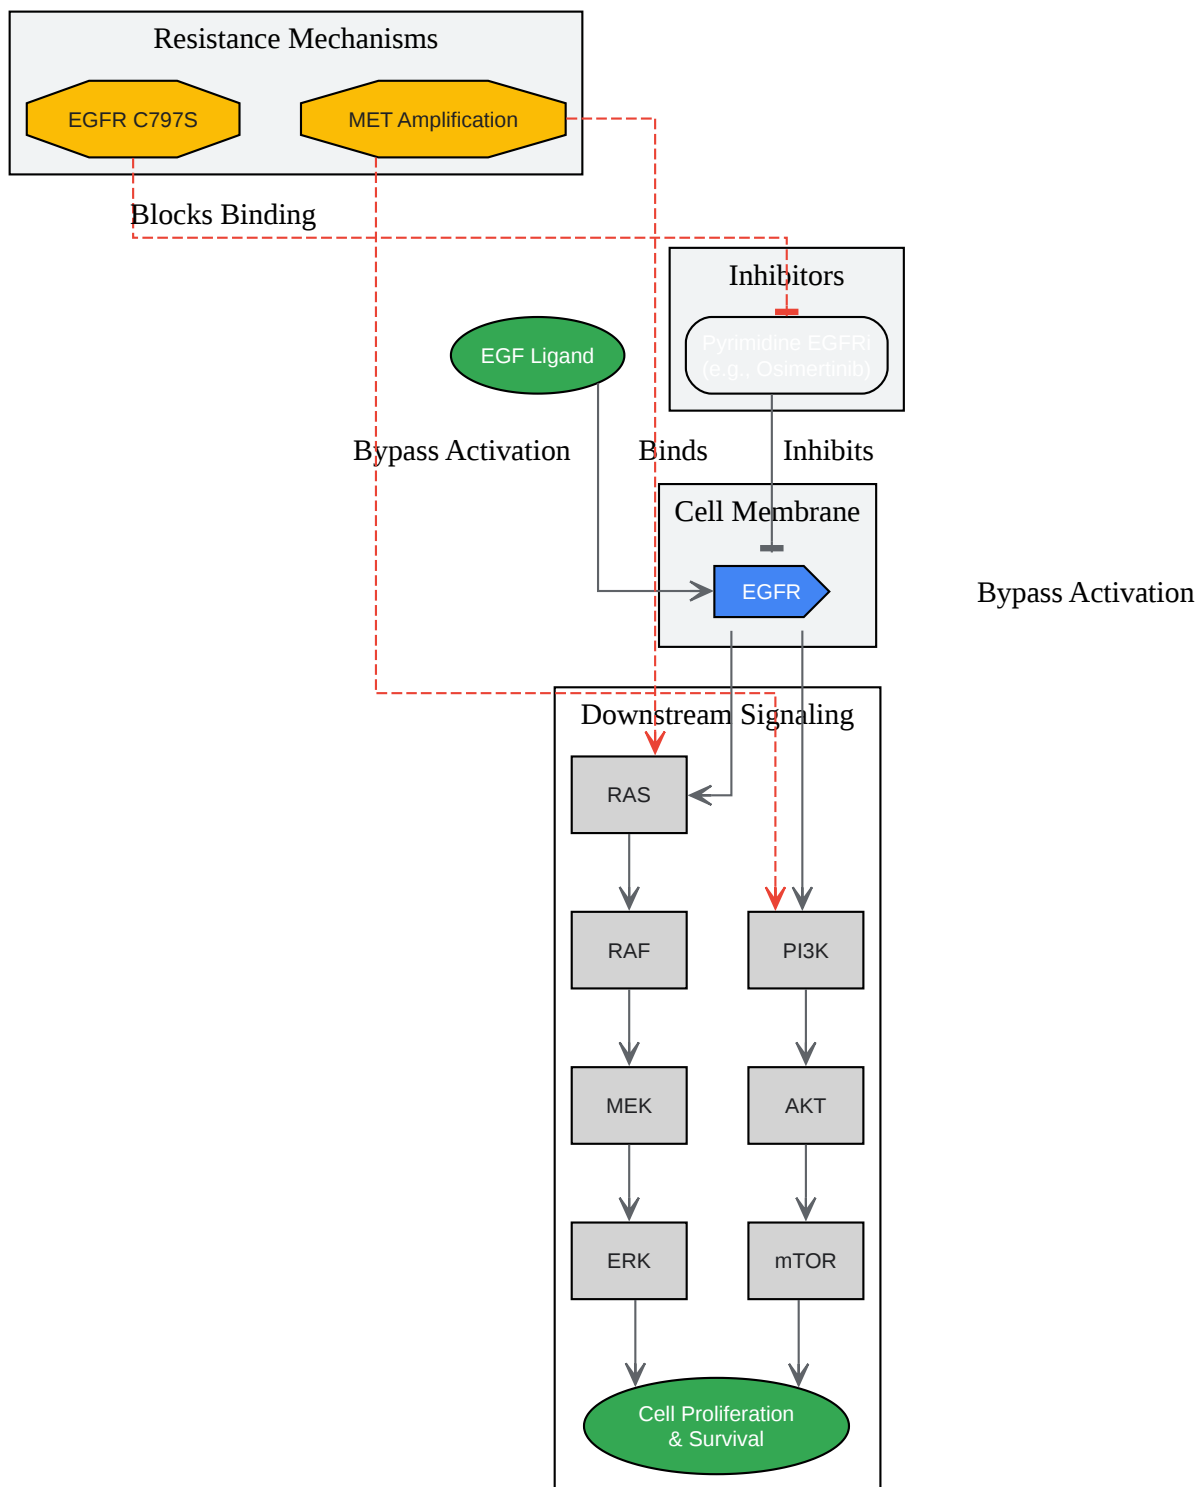 Resistance Mechanisms
EGFR C797S
MET Amplification
Blocks Binding
Inhibitors
Pyrimidine EGFRi
(e.g., Osimertinib)
EGF Ligand
Bypass Activation
Binds
Inhibits
Cell Membrane
EGFR
Bypass Activation
Downstream Signaling
RAS
RAF
PI3K
MEK
AKT
ERK
mTOR
Cell Proliferation
& Survival